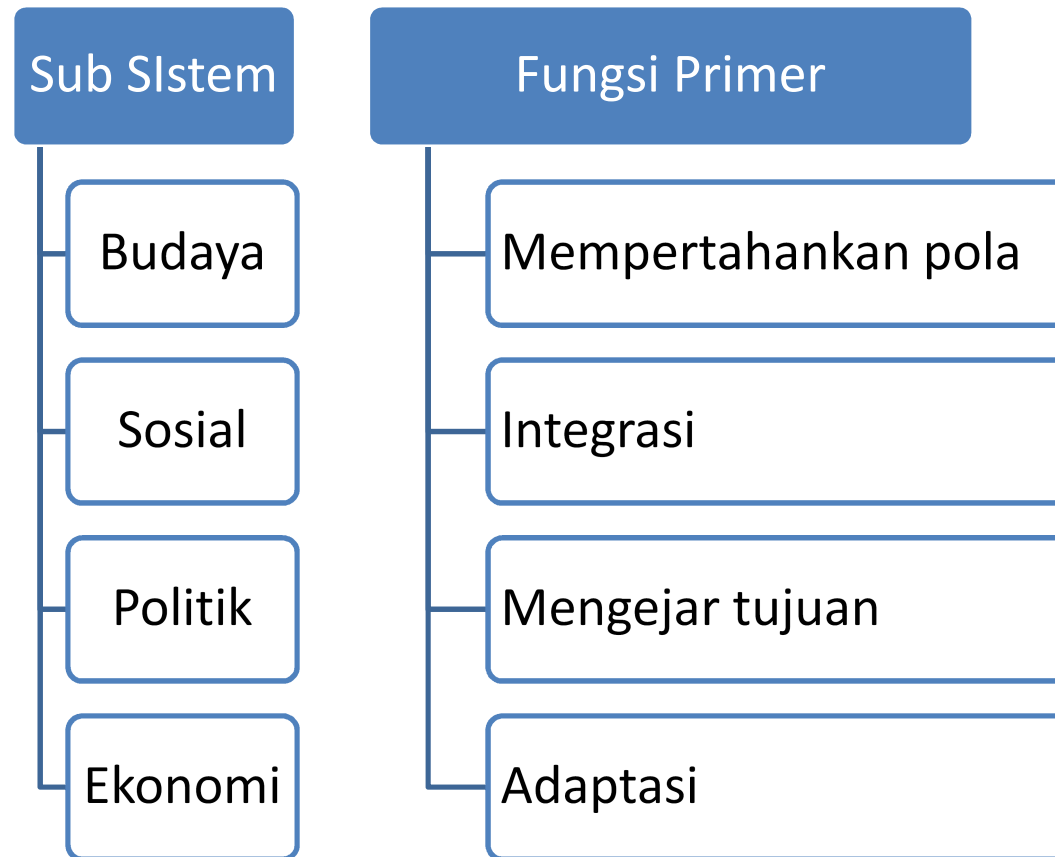 Sub SIstem
Fungsi Primer
Budaya
Mempertahankan pola
Sosial
Integrasi
Politik
Mengejar tujuan
Ekonomi
Adaptasi